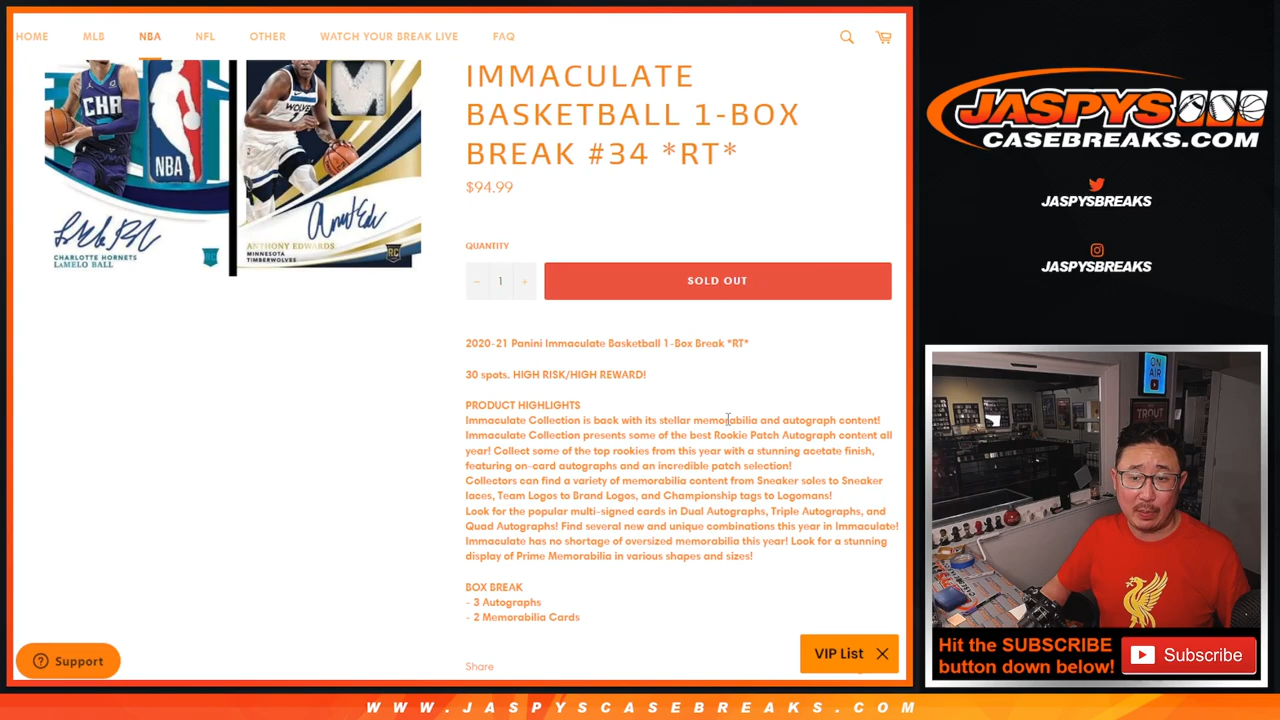 HOME MLB NBA NFL OTHER WATCH YOUR BREAK LIVE FAQ
IMMACULATE
BASKETBALL 1-BOX
BREAK #34 *RT*
$94.99
QUANTITY
− 1 + SOLD OUT
2020-21 Panini Immaculate Basketball 1-Box Break *RT*
30 spots. HIGH RISK/HIGH REWARD!
PRODUCT HIGHLIGHTS
Immaculate Collection is back with its stellar memorabilia and autograph content!
Immaculate Collection presents some of the best Rookie Patch Autograph content all
year! Collect some of the top rookies from this year with a stunning acetate finish,
featuring on-card autographs and an incredible patch selection!
Collectors can find a variety of memorabilia content from Sneaker soles to Sneaker
laces, Team Logos to Brand Logos, and Championship tags to Logomans!
Look for the popular multi-signed cards in Dual Autographs, Triple Autographs, and
Quad Autographs! Find several new and unique combinations this year in Immaculate!
Immaculate has no shortage of oversized memorabilia this year! Look for a stunning
display of Prime Memorabilia in various shapes and sizes!
BOX BREAK
- 3 Autographs
- 2 Memorabilia Cards
Share
CHA
NBA
CHARLOTTE HORNETS
LaMELO BALL
RC
WOLVES
ANTHONY EDWARDS
MINNESOTA
TIMBERWOLVES
RC
Support
VIP List
JASPYS
CASEBREAKS.COM
JASPYSBREAKS
JASPYSBREAKS
ON
AIR
TROUT
Hit the SUBSCRIBE
button down below!
Subscribe
WWW.JASPYSCASEBREAKS.COM